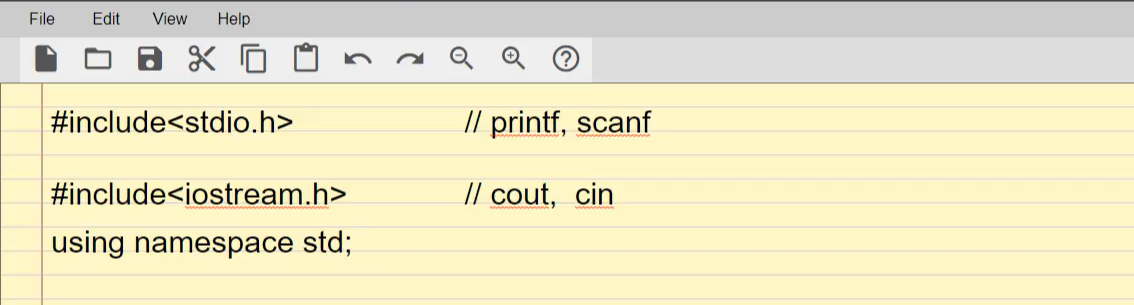 File Edit View Help
#include<stdio.h> // printf, scanf
#include<iostream.h> // cout, cin
using namespace std;